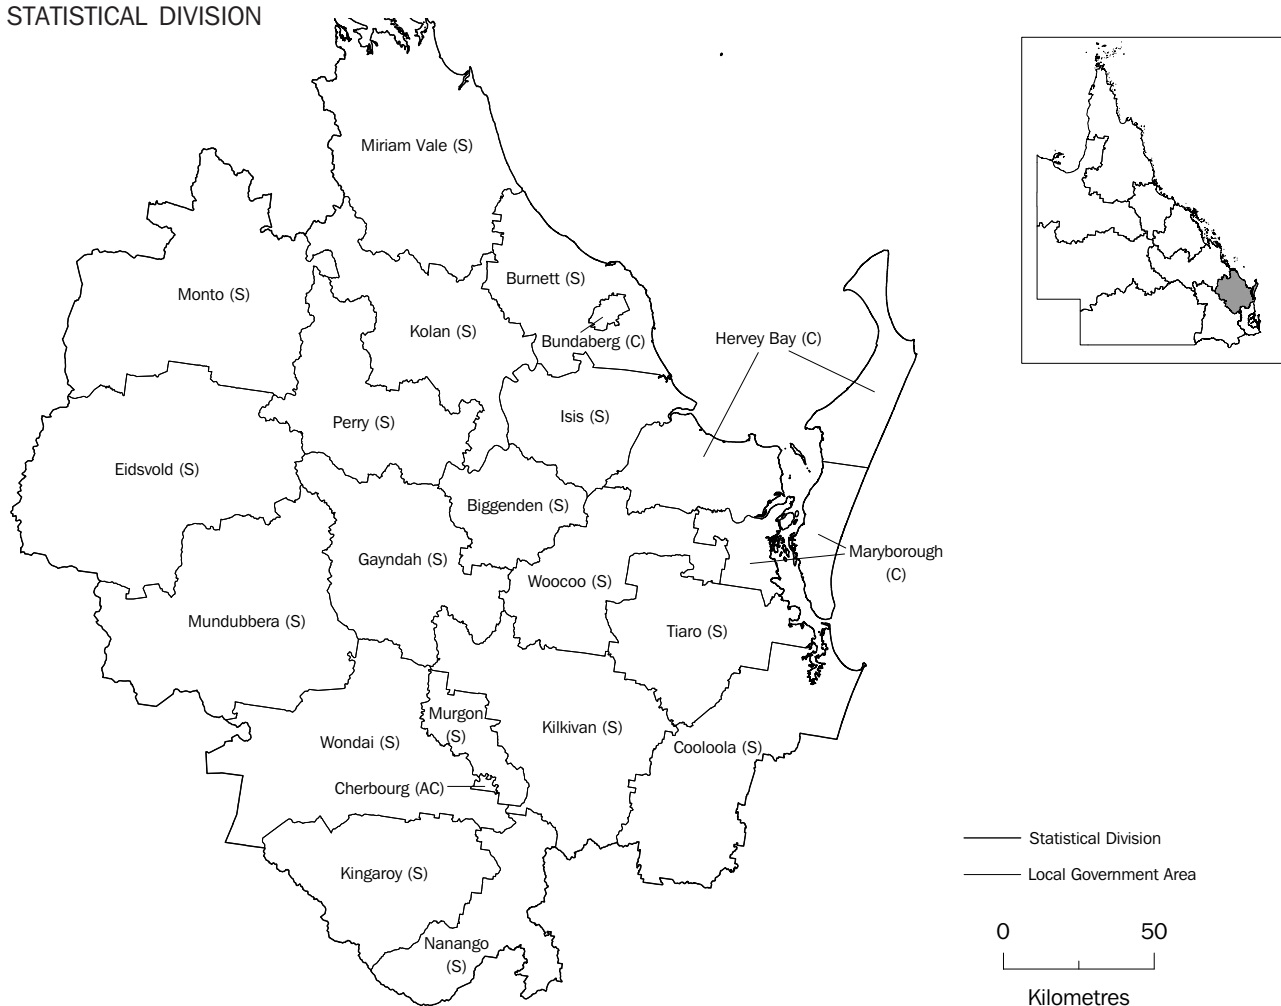 STATISTICAL DIVISION
Miriam Vale (S)
Monto (S)
Burnett (S)
Kolan (S)
Bundaberg (C)
Hervey Bay (C)
Perry (S)
Isis (S)
Eidsvold (S)
Biggenden (S)
Gayndah (S)
Maryborough
(C)
Woocoo (S)
Mundubbera (S)
Tiaro (S)
Murgon
(S)
Kilkivan (S)
Wondai (S)
Cooloola (S)
Cherbourg (AC)
Kingaroy (S)
Nanango
(S)
Statistical Division
Local Government Area
0 50
Kilometres